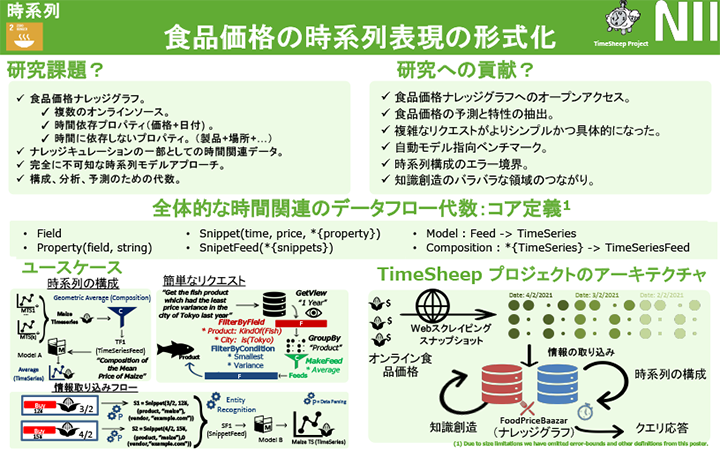 時系列
2
食品価格の時系列表現の形式化
TimeSheep Project
NII
研究課題？
✓ 食品価格ナレッジグラフ。
✓ 複数のオンラインソース。
✓ 時間依存プロパティ(価格+日付) 。
✓ 時間に依存しないプロパティ。（製品+場所+...）
✓ ナレッジキュレーションの一部としての時間関連データ。
✓ 完全に不可知な時系列モデルアプローチ。
✓ 構成、分析、予測のための代数。
研究への貢献？
✓ 食品価格ナレッジグラフへのオープンアクセス。
✓ 食品価格の予測と特性の抽出。
✓ 複雑なリクエストがよりシンプルかつ具体的になった。
✓ 自動モデル指向ベンチマーク。
✓ 時系列構成のエラー境界。
✓ 知識創造のバラバラな領域のつながり。
全体的な時間関連のデータフロー代数：コア定義1
• Field
• Property(field, string)
• Snippet(time, price, *{property})
• SnipetFeed(*{snippets})
• Model : Feed -> TimeSeries
• Composition : *{TimeSeries} -> TimeSeriesFeed
ユースケース
時系列の構成
MTS1
MTS(k)
Geometric Average (Composition)
Maize
Timeseries
C
TF1
(TimeSeriesFeed)
Model A
M
Average
(TimeSeries)
"Composition of
the Mean
Price of Maize"
簡単なリクエスト
"Get the fish product
which had the least
price variance in the
city of Tokyo last year"
GetView
"1 Year"
F
FilterByField
* Product: KindOf(Fish)
* City: is(Tokyo)
FilterByCondition
* Smallest
* Variance
GroupBy
"Product"
MakeFeed
* Average
Product
F
Feeds
情報取り込みフロー
Buy
12¥
3/2
P
S1 = Snippet(3/2, 12¥,
(product, "maize"),
(vendor, "example.com"))
Buy
15¥
4/2
P
S2 = Snippet(4/2, 15¥,
(product, "maize"),0
(vendor,"example.com"))
Entity
Recognition
SF1
(SnippetFeed)
M
Model B
Maize TS (TimeSeries)
P= Data Parsing
TimeSheep プロジェクトのアーキテクチャ
$
$
$
オンライン食
品価格
Webスクレイピング
スナップショット
Date: 4/2/2021
Date: 3/2/2021
Date: 2/2/2021
情報の取り込み
時系列の構成
知識創造
FoodPriceBaazar
（ナレッジグラフ）
クエリ応答
(1) Due to size limitations we have omitted error-bounds and other definitions from this poster.